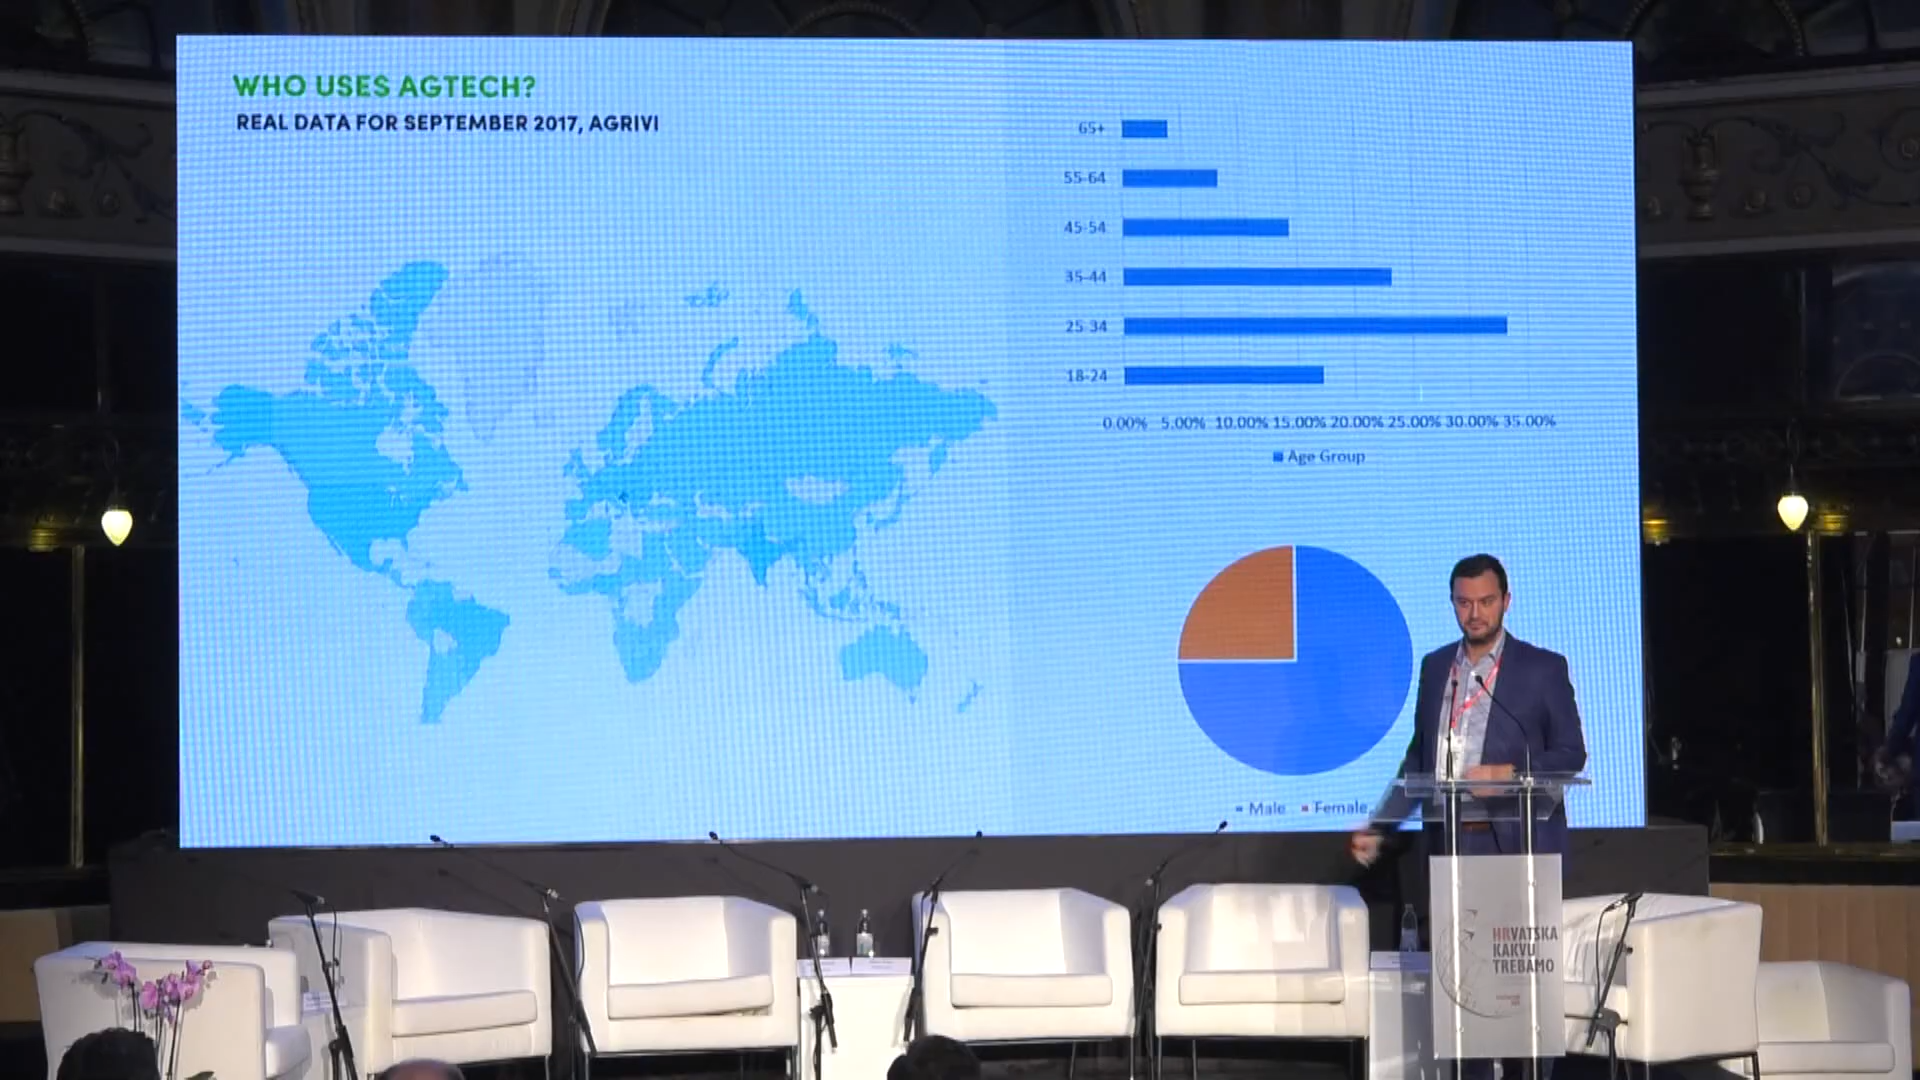 WHO USES AGTECH?
REAL DATA FOR SEPTEMBER 2017, AGRIVI
65+
55-64
45-54
35-44
25-34
18-24
0.00% 5.00% 10.00% 15.00% 20.00% 25.00% 30.00% 35.00%
Age Group
Male Female
HRVATSKA
KAKVU
TREBAMO